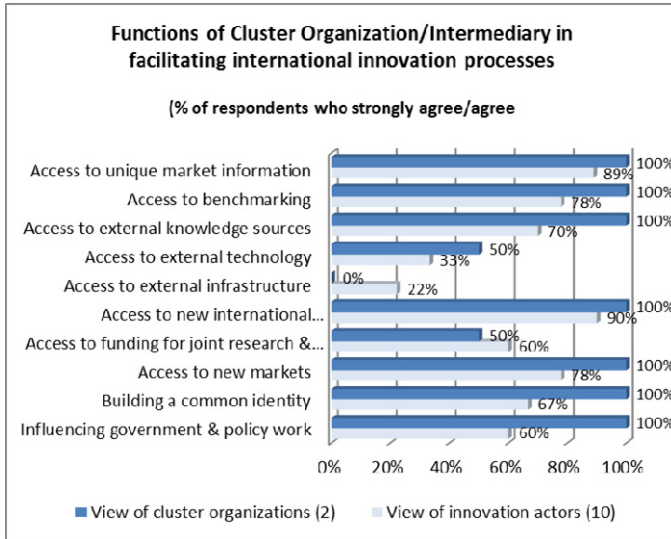 Functions of Cluster Organization/Intermediary in
facilitating international innovation processes
(% of respondents who strongly agree/agree
Access to unique market information 100% 89%
Access to benchmarking 100% 78%
Access to external knowledge sources 100% 70%
Access to external technology 50% 33%
Access to external infrastructure 0% 22%
Access to new international... 100% 90%
Access to funding for joint research &... 50% 60%
Access to new markets 100% 78%
Building a common identity 100% 67%
Influencing government & policy work 100% 60%
0% 20% 40% 60% 80% 100%
View of cluster organizations (2) View of innovation actors (10)